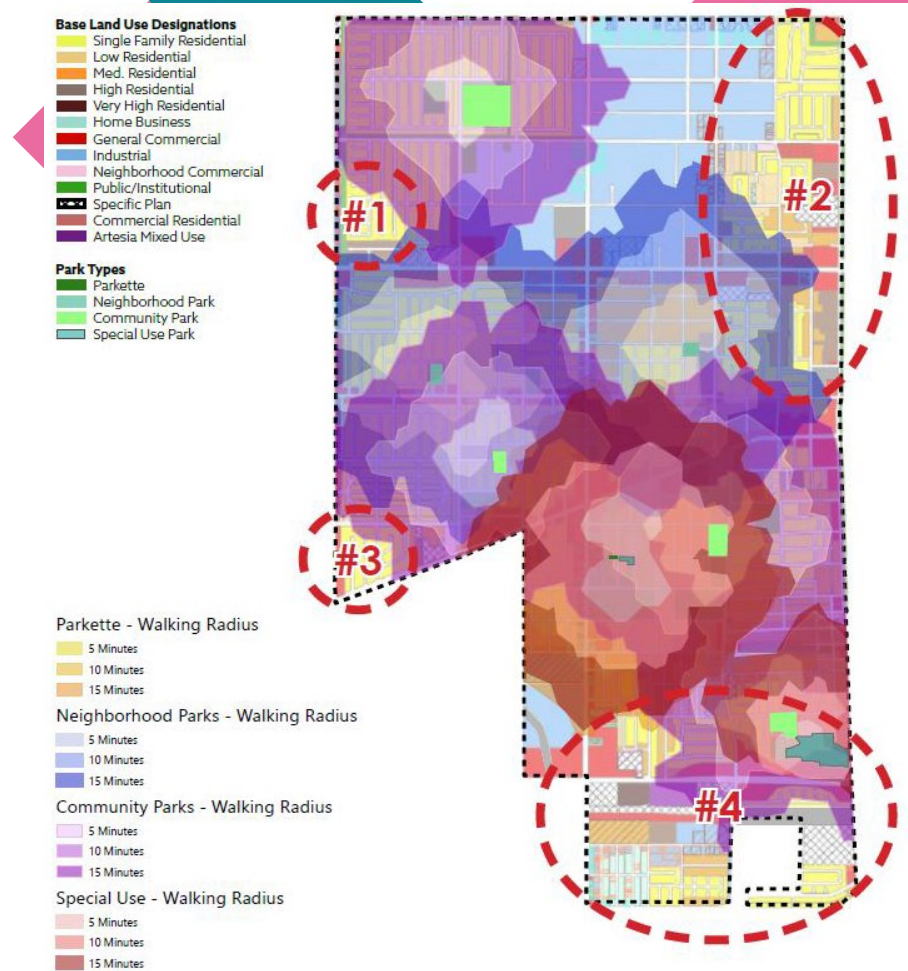 Base Land Use Designations
Single Family Residential
Low Residential
Med. Residential
High Residential
Very High Residential
Home Business
General Commercial
Industrial
Neighborhood Commercial
Public/Institutional
Specific Plan
Commercial Residential
Artesia Mixed Use
Park Types
Parkette
Neighborhood Park
Community Park
Special Use Park
#1
#2
#3
#4
Parkette - Walking Radius
5 Minutes
10 Minutes
15 Minutes
Neighborhood Parks - Walking Radius
5 Minutes
10 Minutes
15 Minutes
Community Parks - Walking Radius
5 Minutes
10 Minutes
15 Minutes
Special Use - Walking Radius
5 Minutes
10 Minutes
15 Minutes